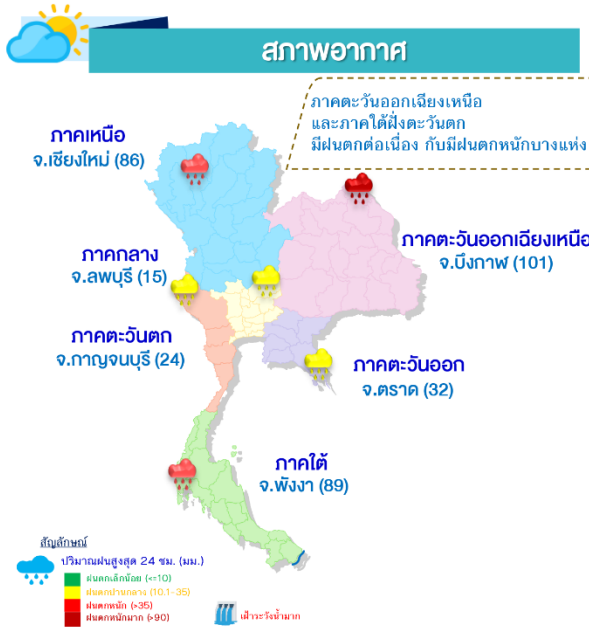 สภาพอากาศ
ภาคตะวันออกเฉียงเหนือ
และภาคใต้ฝั่งตะวันตก
มีฝนตกต่อเนื่อง กับมีฝนตกหนักบางแห่ง
ภาคเหนือ
จ.เชียงใหม่ (86)
ภาคตะวันออกเฉียงเหนือ
จ.บึงกาฬ (101)
ภาคกลาง
จ.ลพบุรี (15)
ภาคตะวันตก
จ.กาญจนบุรี (24)
ภาคตะวันออก
จ.ตราด (32)
ภาคใต้
จ.พังงา (89)
สัญลักษณ์
ปริมาณฝนสูงสุด 24 ชม. (มม.)
ฝนตกเล็กน้อย (<=10)
ฝนตกปานกลาง (10.1-35)
ฝนตกหนัก (>35)
ฝนตกหนักมาก (>90)
เฝ้าระวังน้ำมาก